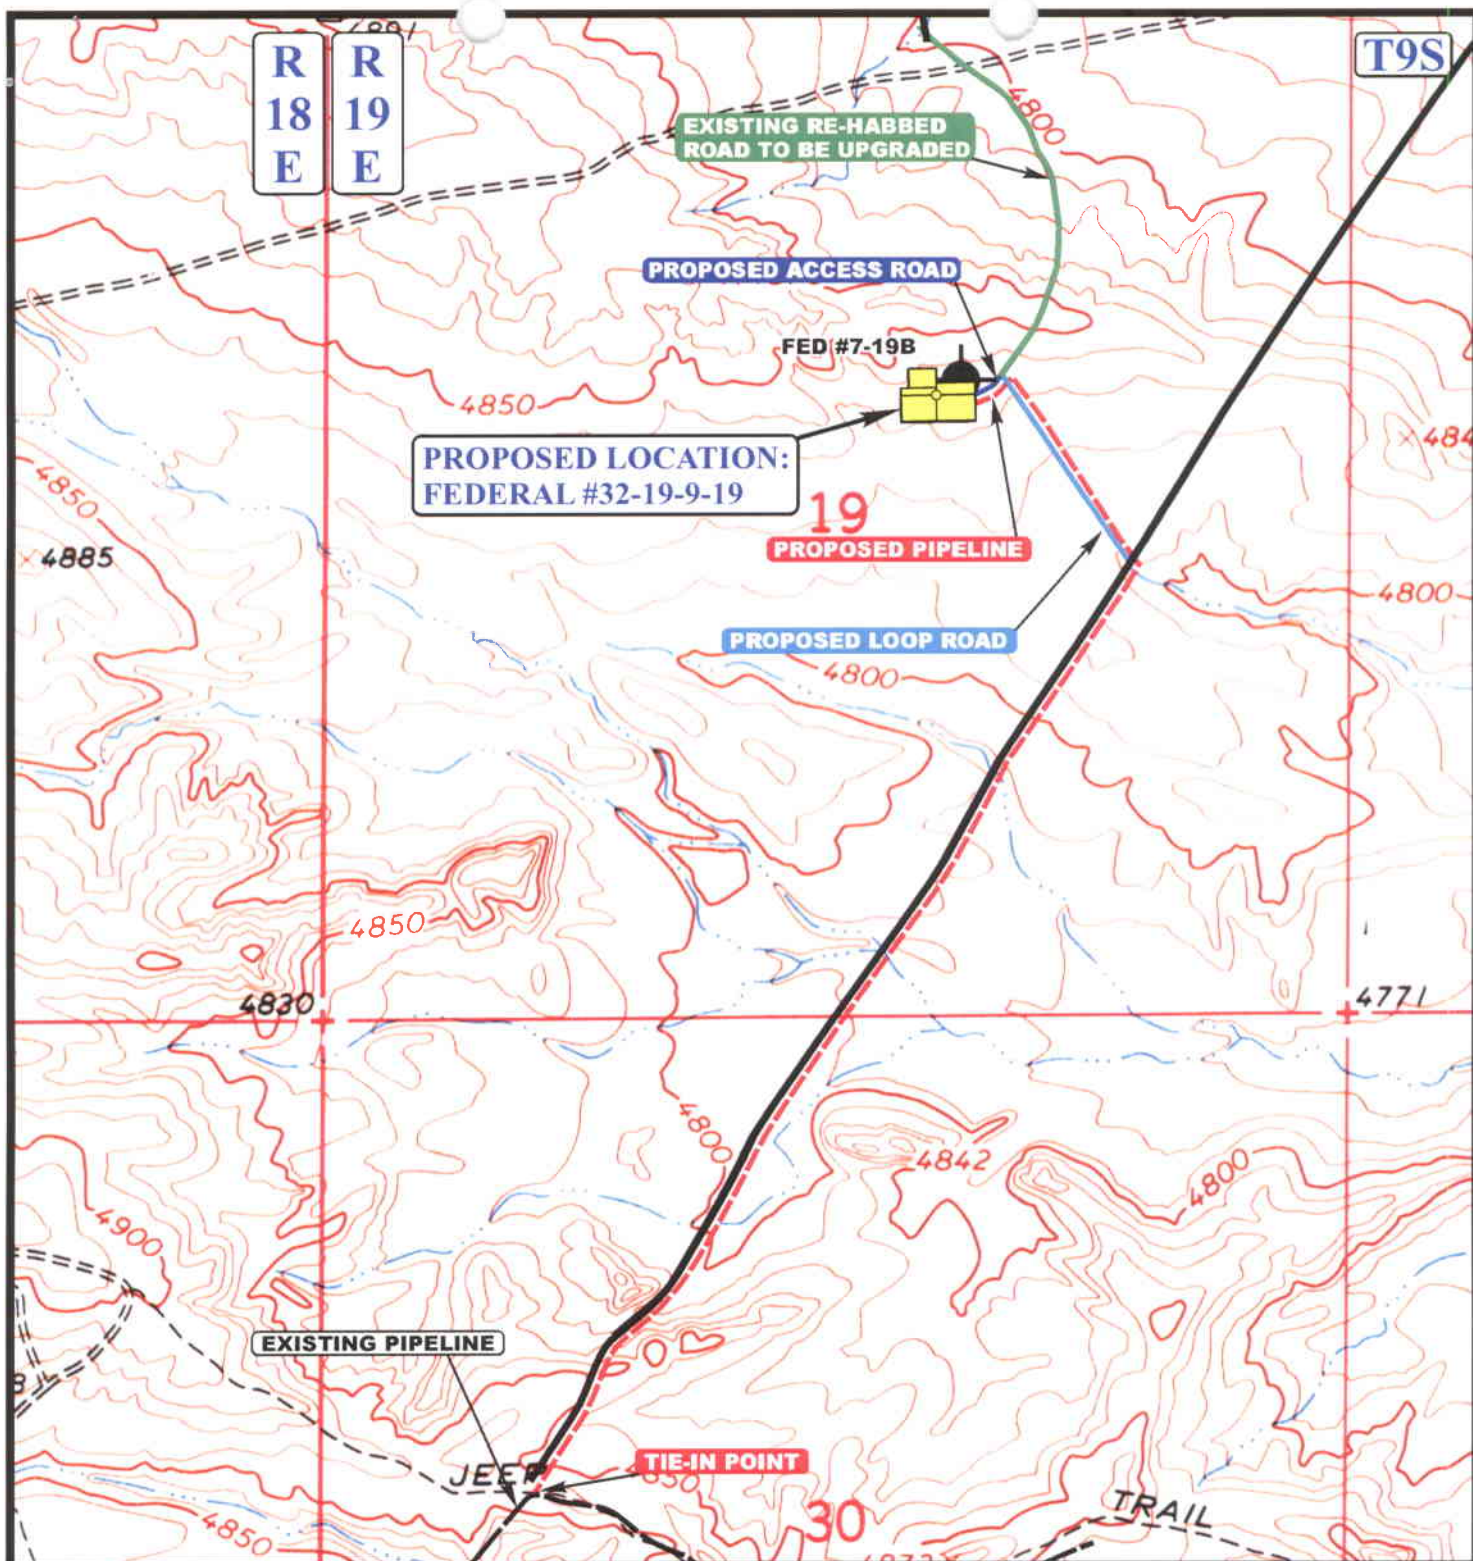 4891
R 18 E
R 19 E
T9S
4800
EXISTING RE-HABBED
ROAD TO BE UPGRADED
PROPOSED ACCESS ROAD
FED #7-19B
4850
PROPOSED LOCATION:
FEDERAL #32-19-9-19
4850
19
4885
PROPOSED PIPELINE
4800
PROPOSED LOOP ROAD
4800
4850
4830
4771
4800
4842
4800
4900
EXISTING PIPELINE
TIE-IN POINT
JEEP
TRAIL
4850
30